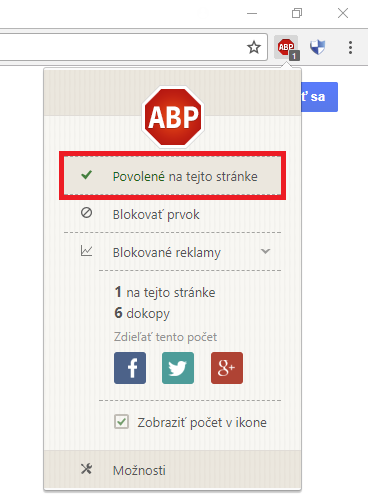 ABP
1
ť sa
ABP
Povolené na tejto stránke
Blokovať prvok
Blokované reklamy
1 na tejto stránke
6 dokopy
Zdieľať tento počet
f
g+
Zobraziť počet v ikone
Možnosti